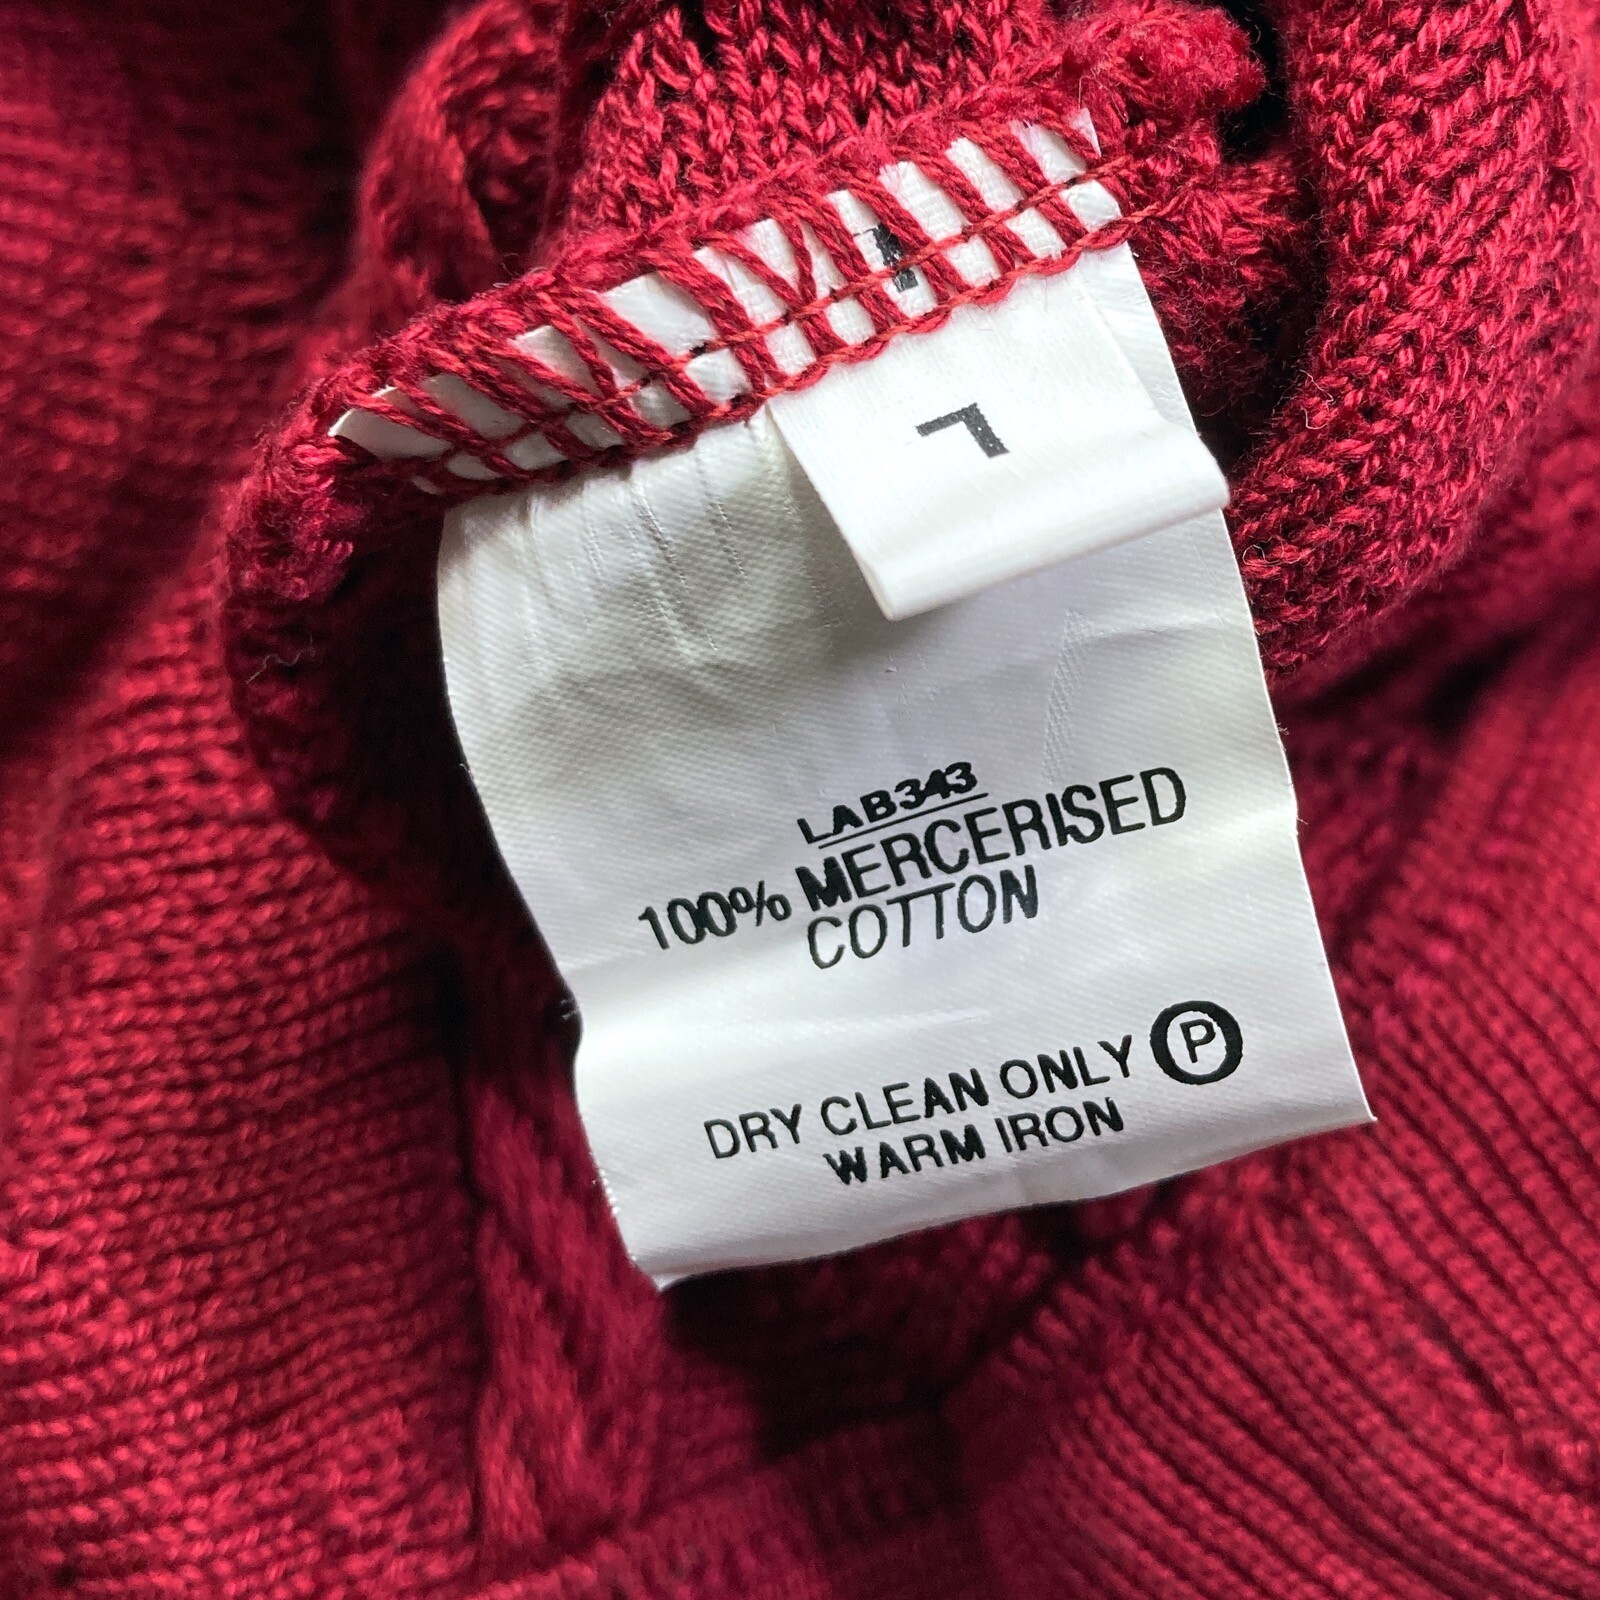 L
LAB343
100% MERCERISED
COTTON
DRY CLEAN ONLY P
WARM IRON